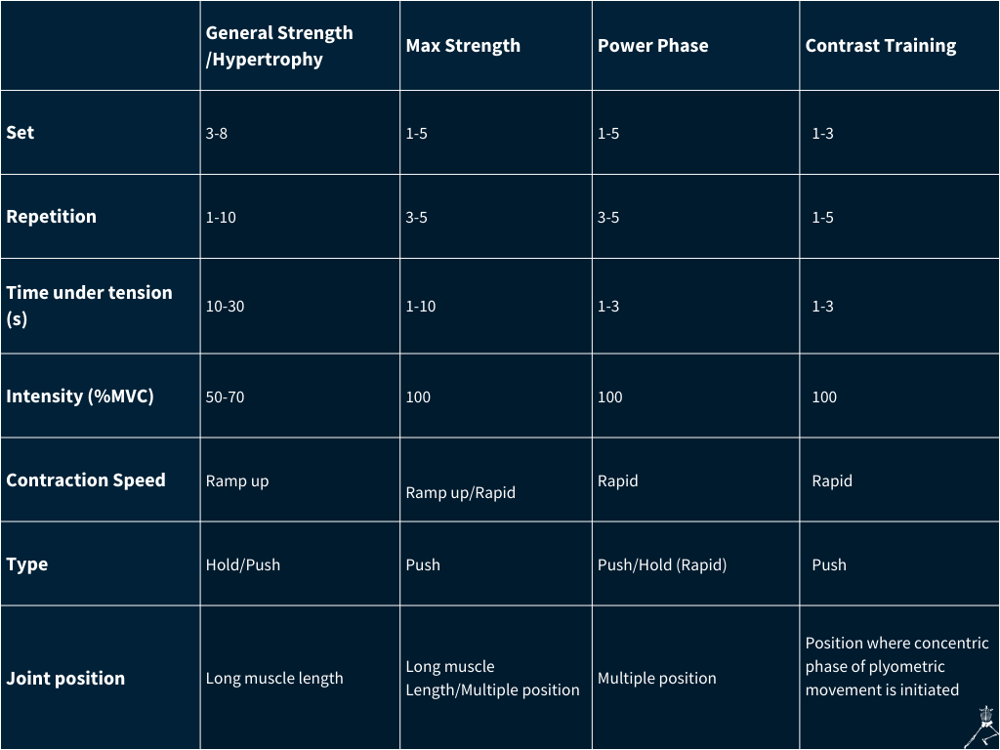 General Strength
/Hypertrophy
Max Strength
Power Phase
Contrast Training
Set
3-8
1-5
1-5
1-3
Repetition
1-10
3-5
3-5
1-5
Time under tension
(s)
10-30
1-10
1-3
1-3
Intensity (%MVC)
50-70
100
100
100
Contraction Speed
Ramp up
Ramp up/Rapid
Rapid
Rapid
Type
Hold/Push
Push
Push/Hold (Rapid)
Push
Joint position
Long muscle length
Long muscle
Length/Multiple position
Multiple position
Position where concentric
phase of plyometric
movement is initiated